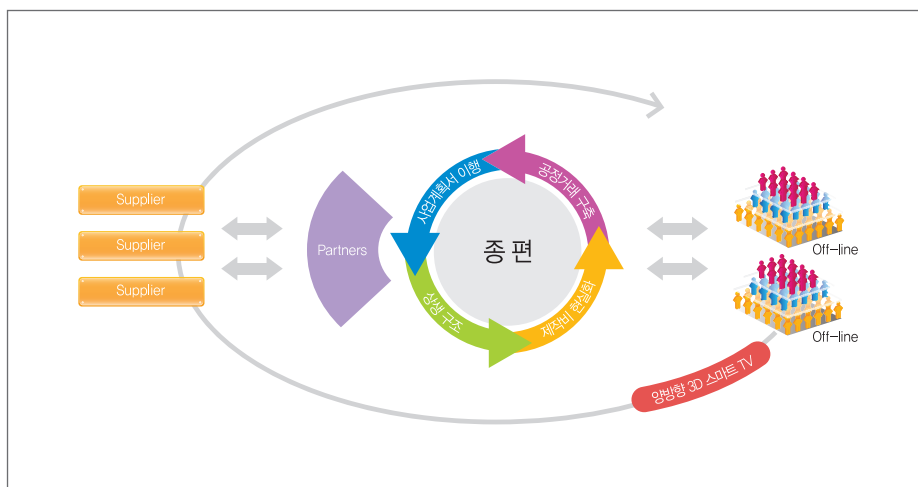 Supplier
Supplier
Supplier
Partners
사업계획서 이행
공정거래 구축
종편
상생 구조
제작비 현실화
Off-line
Off-line
양방향 3D 스마트 TV